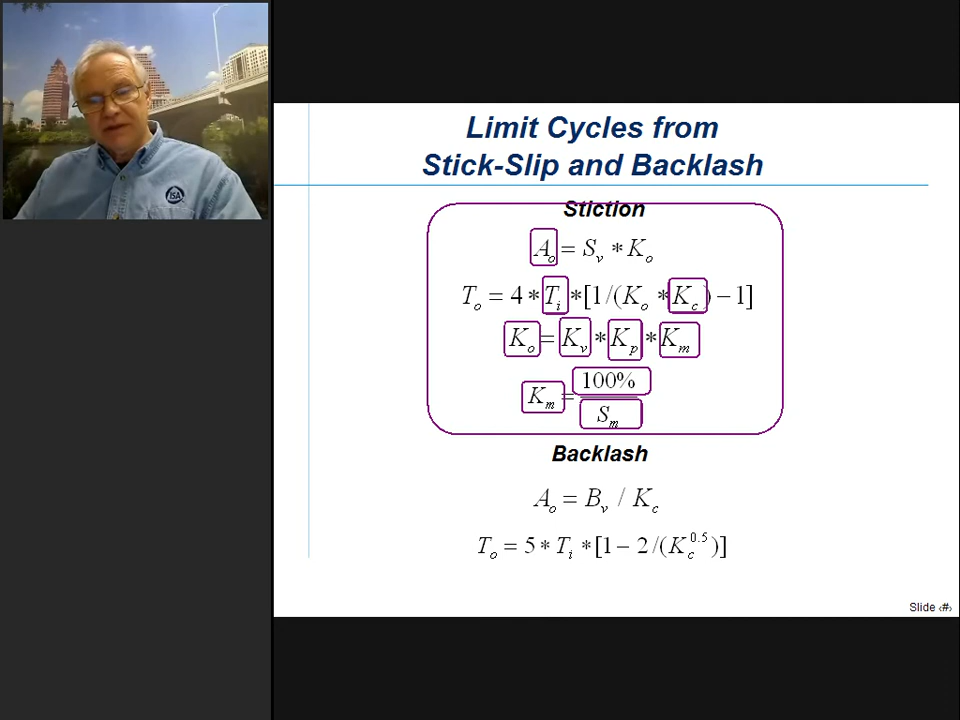 ISA
Limit Cycles from
Stick-Slip and Backlash
Stiction
A_o = S_v * K_o
T_o = 4 * T_i * [1/(K_o * K_c) − 1]
K_o = K_v * K_p * K_m
K_m = 100% / S_m
Backlash
A_o = B_v / K_c
T_o = 5 * T_i * [1 − 2/(K_c^0.5)]
Slide ‹#›